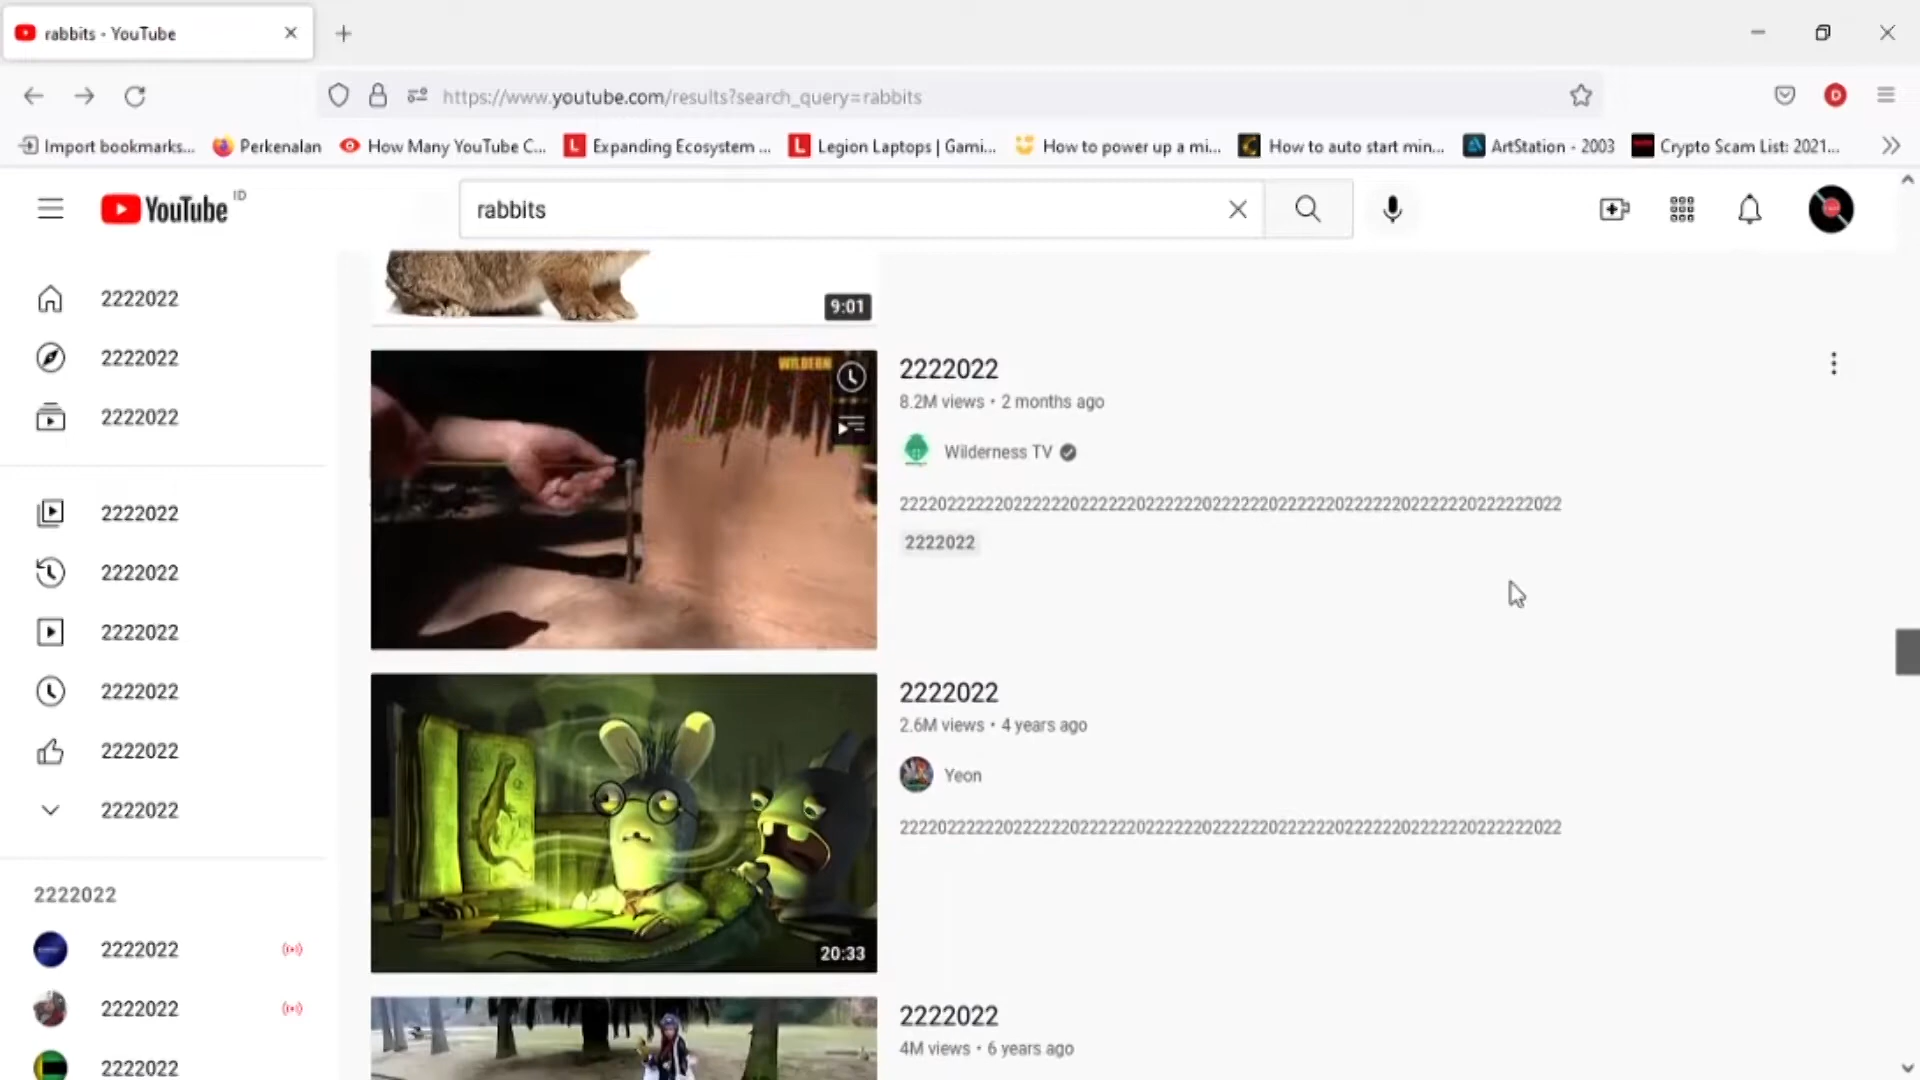 rabbits - YouTube
https://www.youtube.com/results?search_query=rabbits
Import bookmarks...
Perkenalan
How Many YouTube C...
Expanding Ecosystem ...
Legion Laptops | Gami...
How to power up a mi...
How to auto start min...
ArtStation - 2003
Crypto Scam List: 2021...
YouTube ID
rabbits
2222022
2222022
2222022
2222022
2222022
2222022
2222022
2222022
2222022
2222022
2222022
2222022
2222022
9:01
2222022
8.2M views • 2 months ago
Wilderness TV
2222022
2222022
2.6M views • 4 years ago
Yeon
20:33
2222022
4M views • 6 years ago